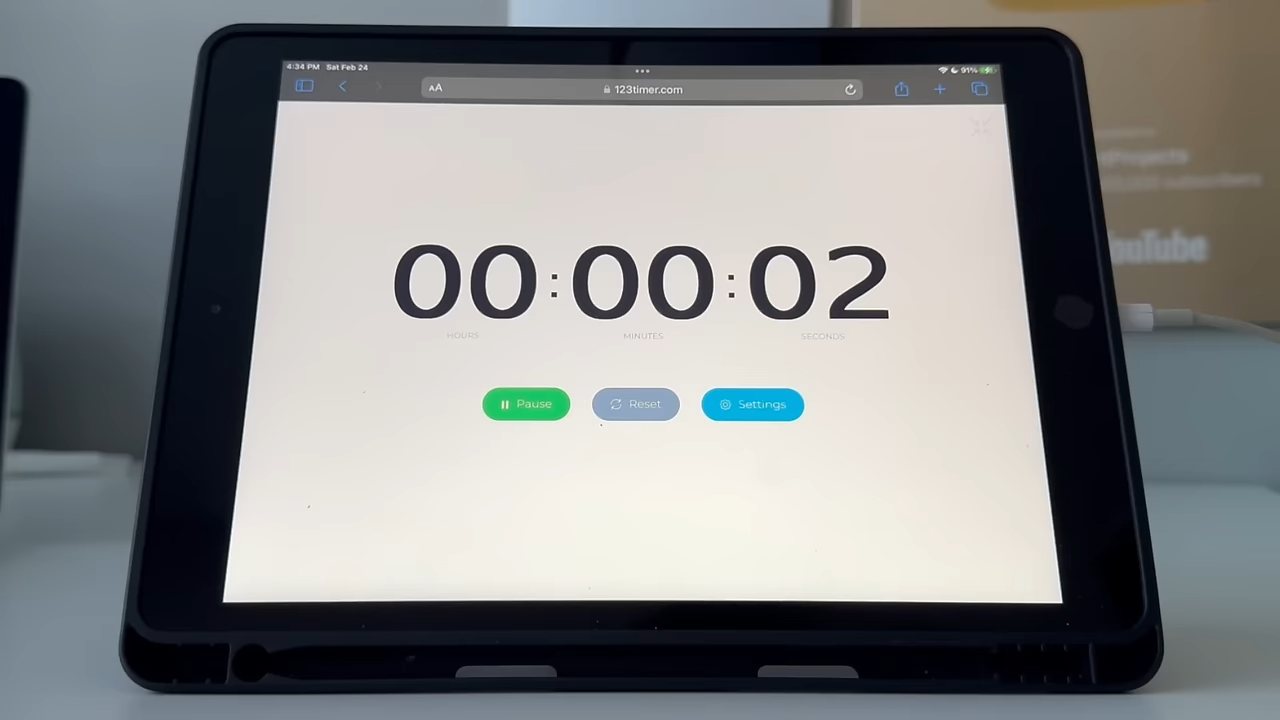 4:34 PM Sat Feb 24
91%
AA
123timer.com
00:00:02
HOURS MINUTES SECONDS
Pause Reset Settings
subscribers
YouTube